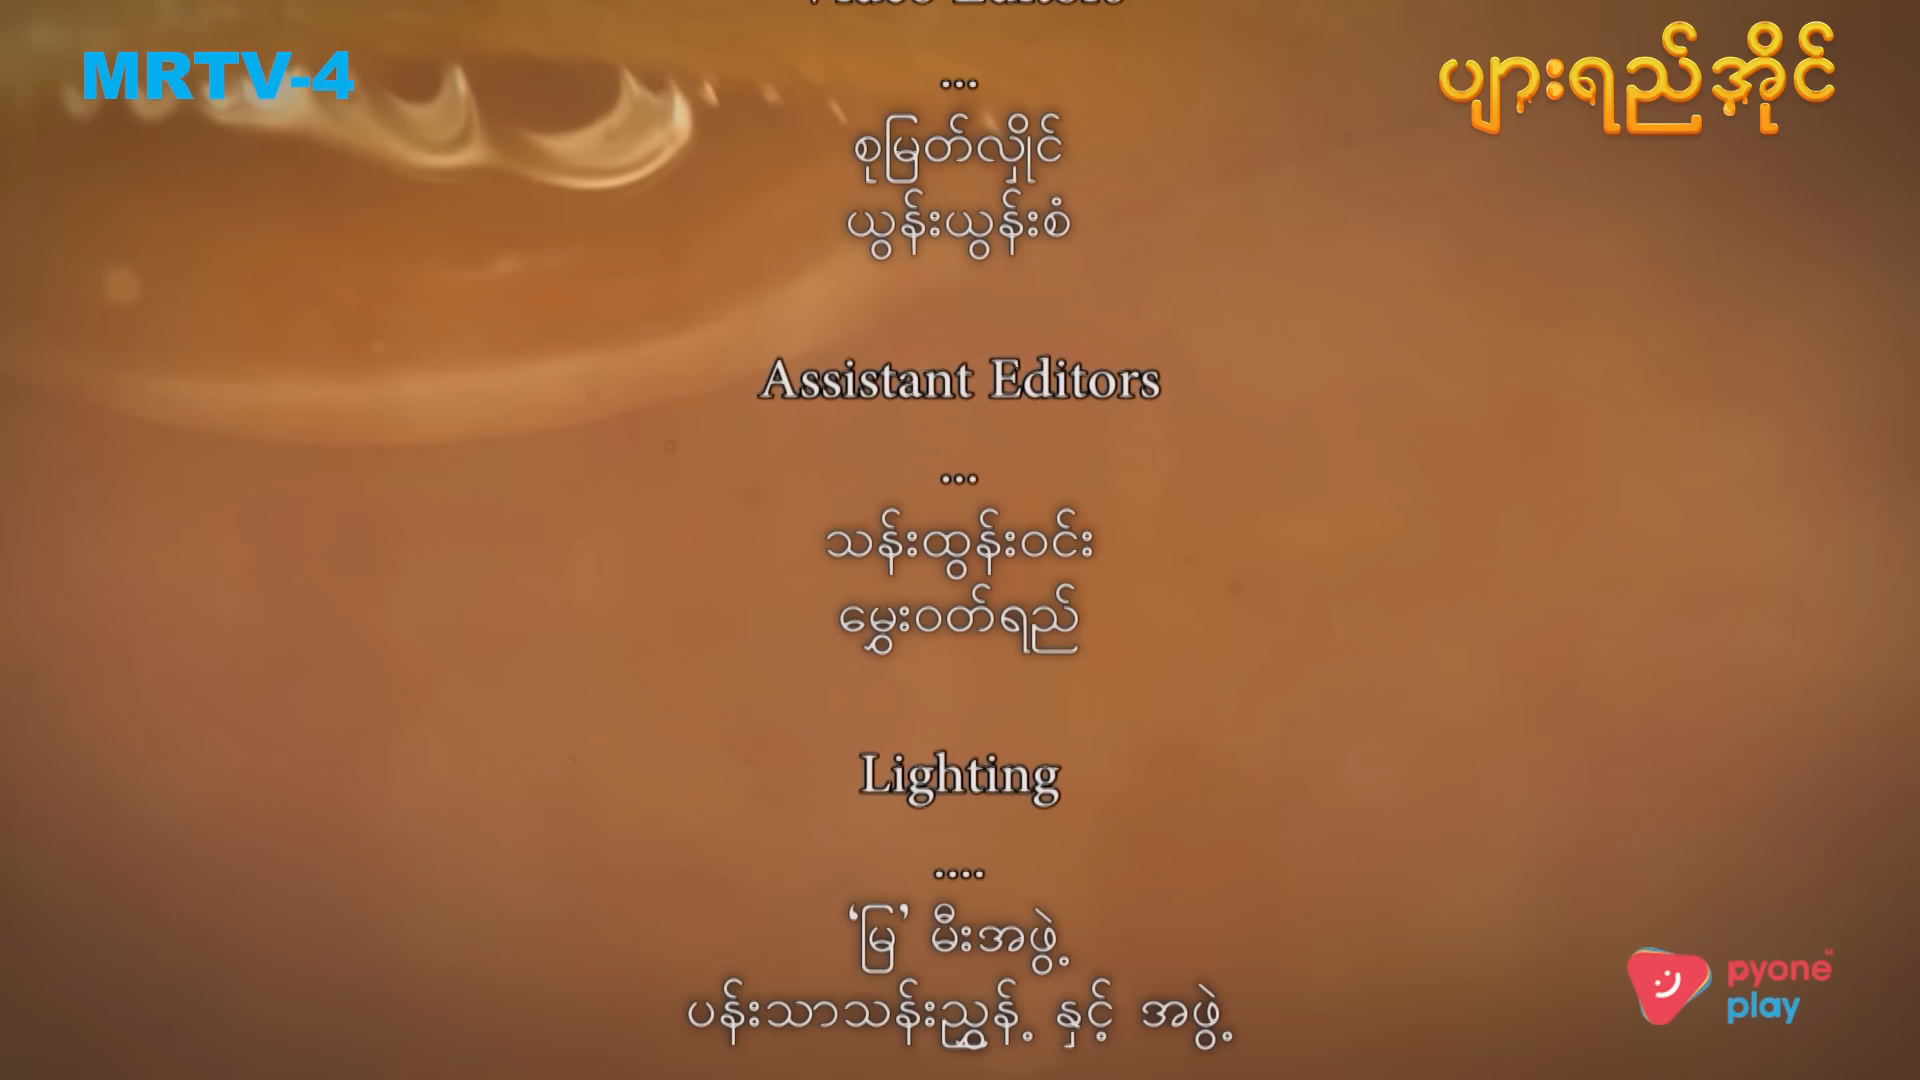 Video Editors
MRTV-4
ပျားရည်အိုင်
...
စုမြတ်လှိုင်
ယွန်းယွန်းစံ
Assistant Editors
...
သန်းထွန်းဝင်း
မွှေးဝတ်ရည်
Lighting
....
‘မြ’ မီးအဖွဲ့
ပန်းသာသန်းညွှန့် နှင့် အဖွဲ့
pyone
play